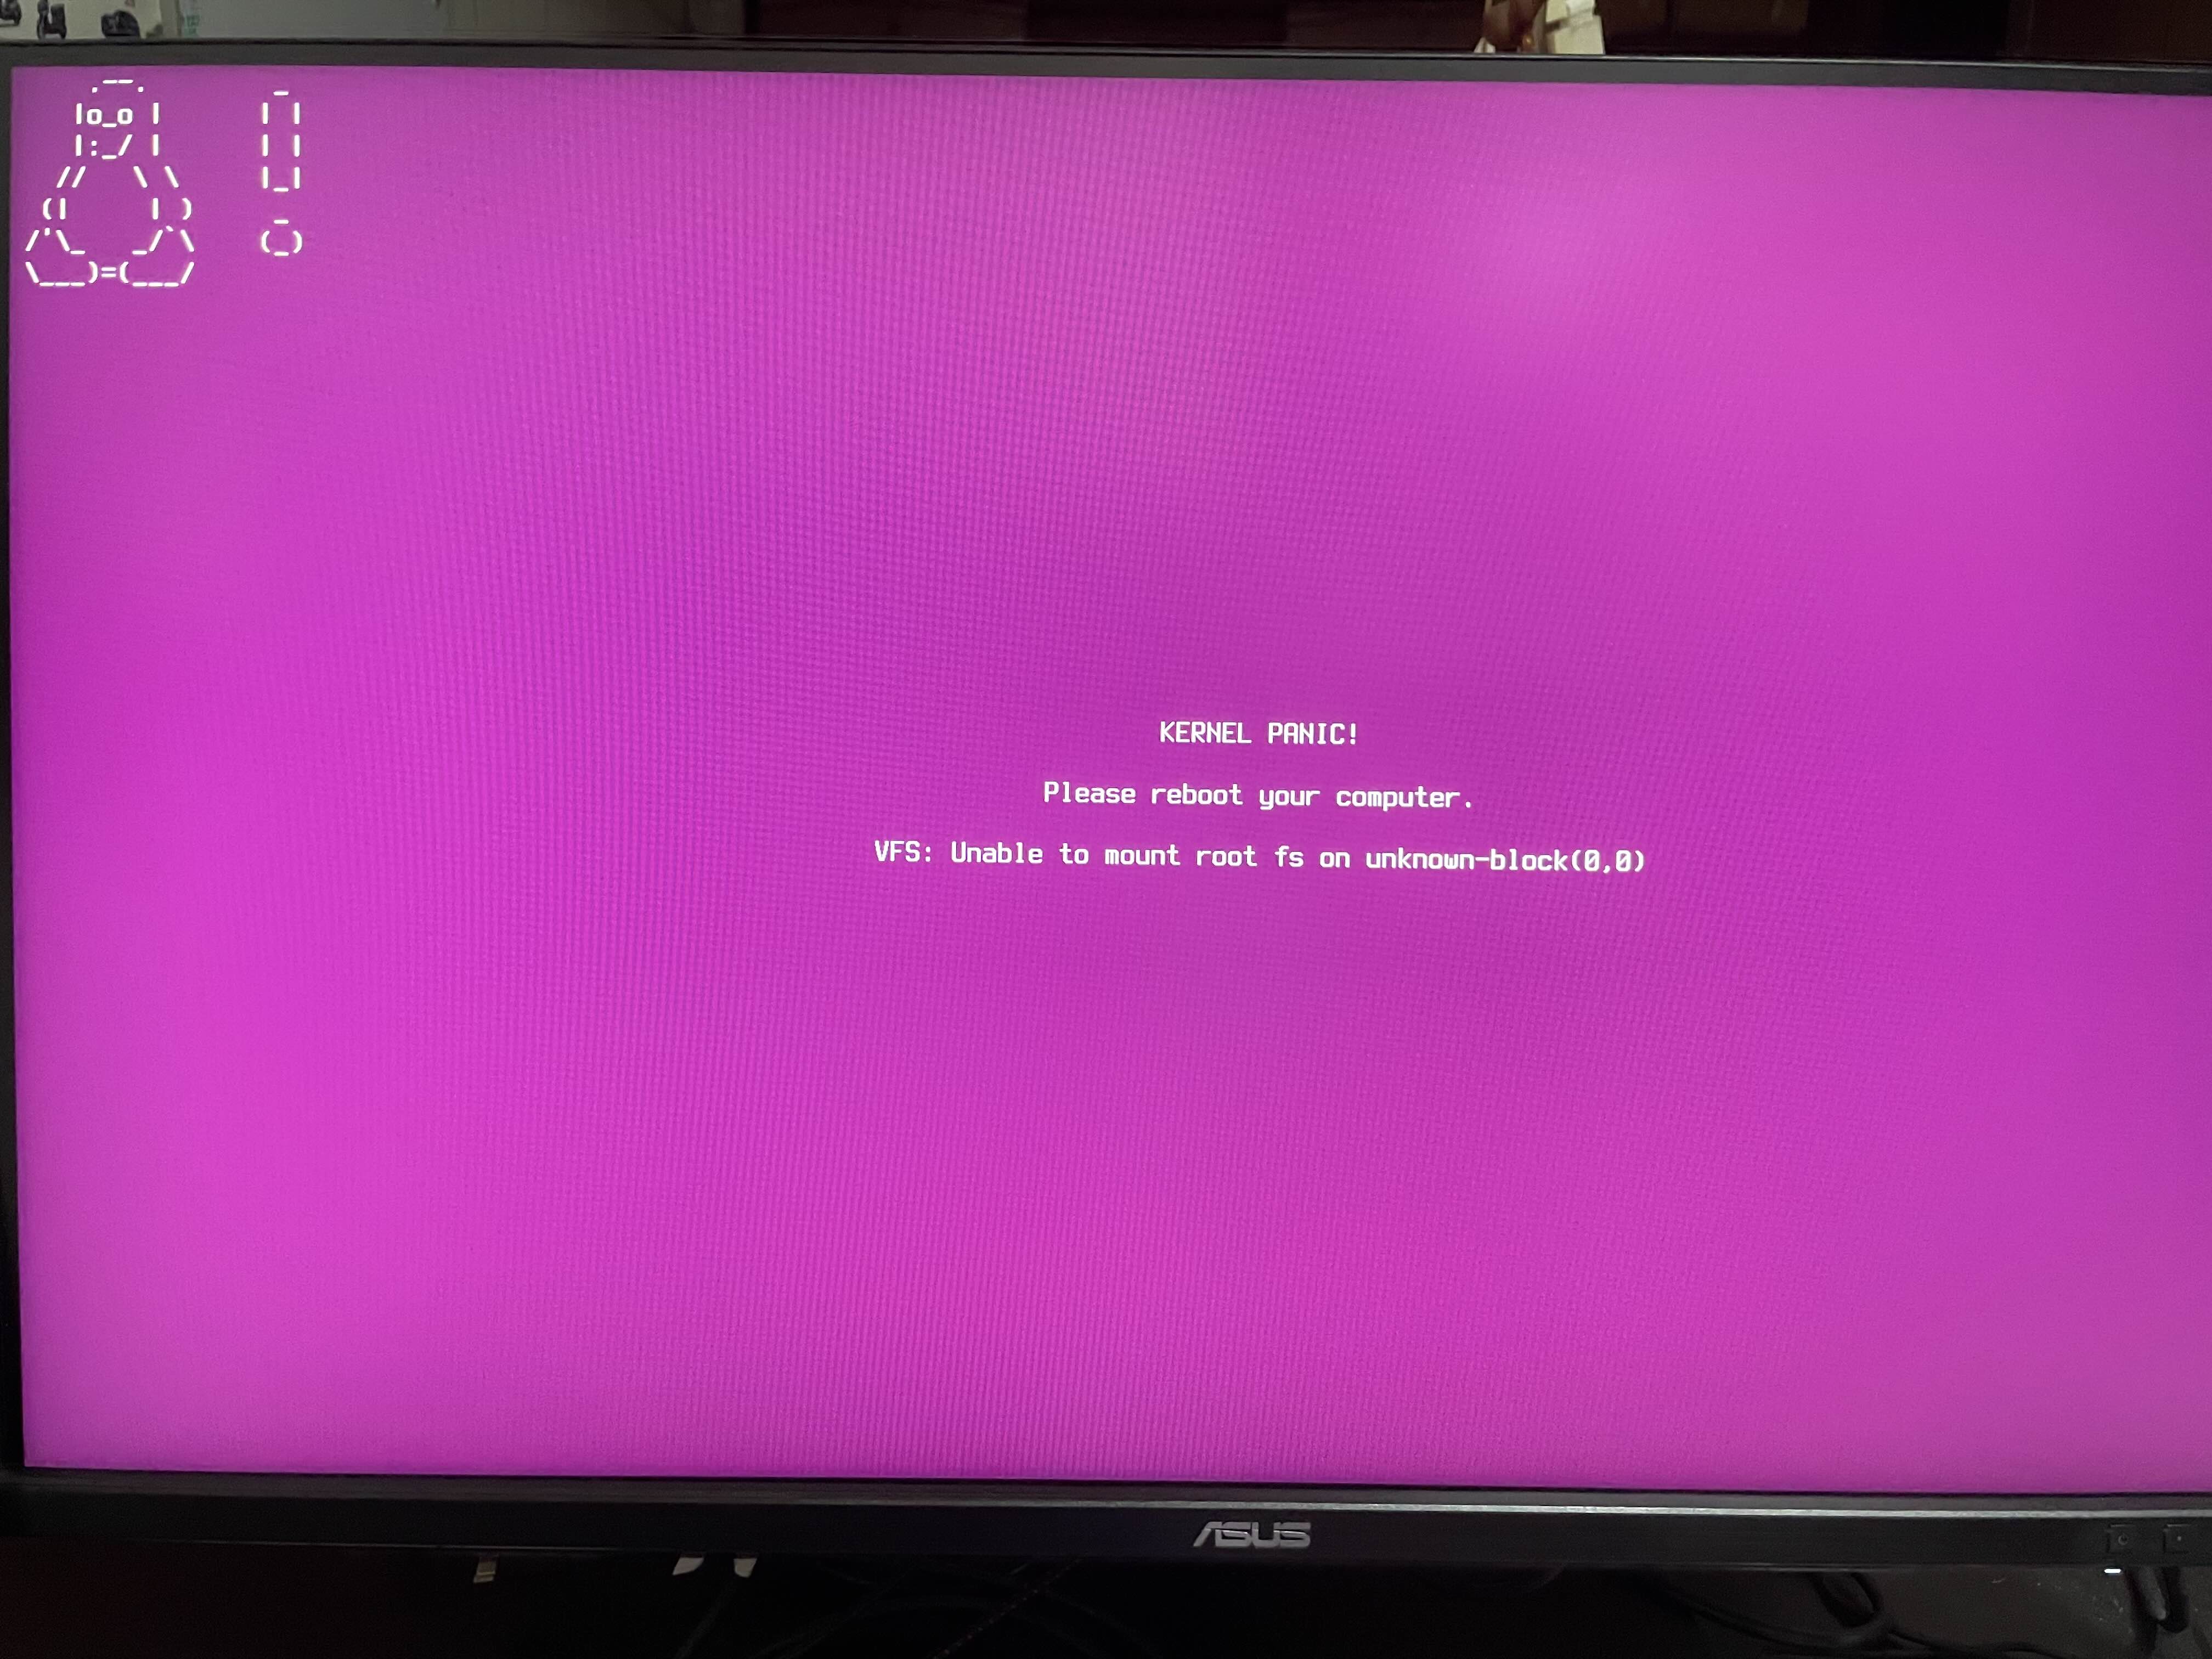 KERNEL PANIC!
Please reboot your computer.
VFS: Unable to mount root fs on unknown-block(0,0)
ASUS